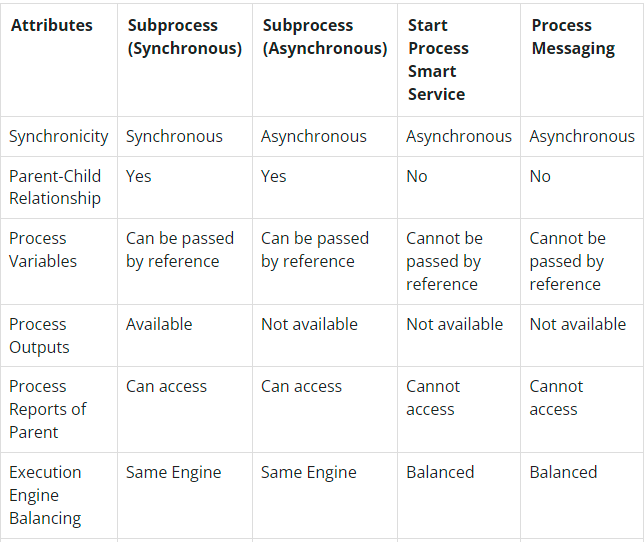 Attributes Subprocess (Synchronous) Subprocess (Asynchronous) Start Process Smart Service Process Messaging
Synchronicity Synchronous Asynchronous Asynchronous Asynchronous
Parent-Child Relationship Yes Yes No No
Process Variables Can be passed by reference Can be passed by reference Cannot be passed by reference Cannot be passed by reference
Process Outputs Available Not available Not available Not available
Process Reports of Parent Can access Can access Cannot access Cannot access
Execution Engine Balancing Same Engine Same Engine Balanced Balanced